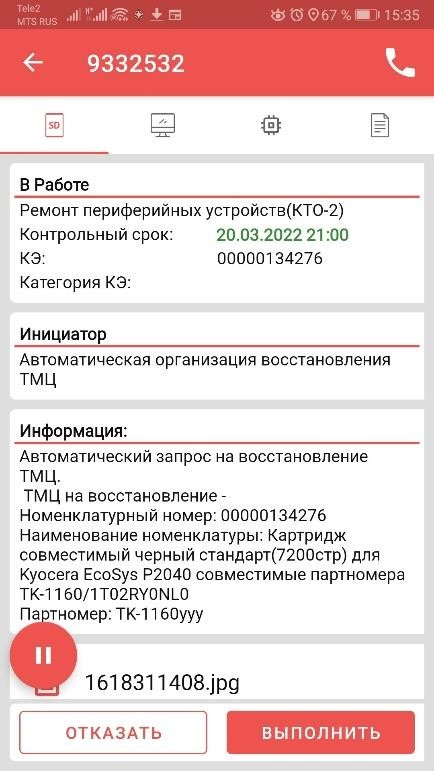 Tele2
MTS RUS
67 %
15:35
9332532
SD
В Работе
Ремонт периферийных устройств(КТО-2)
Контрольный срок: 20.03.2022 21:00
КЭ: 00000134276
Категория КЭ:
Инициатор
Автоматическая организация восстановления
ТМЦ
Информация:
Автоматический запрос на восстановление
ТМЦ.
ТМЦ на восстановление -
Номенклатурный номер: 00000134276
Наименование номенклатуры: Картридж
совместимый черный стандарт(7200стр) для
Kyocera EcoSys P2040 совместимые партномера
TK-1160/1T02RY0NL0
Партномер: TK-1160yyy
1618311408.jpg
ОТКАЗАТЬ
ВЫПОЛНИТЬ